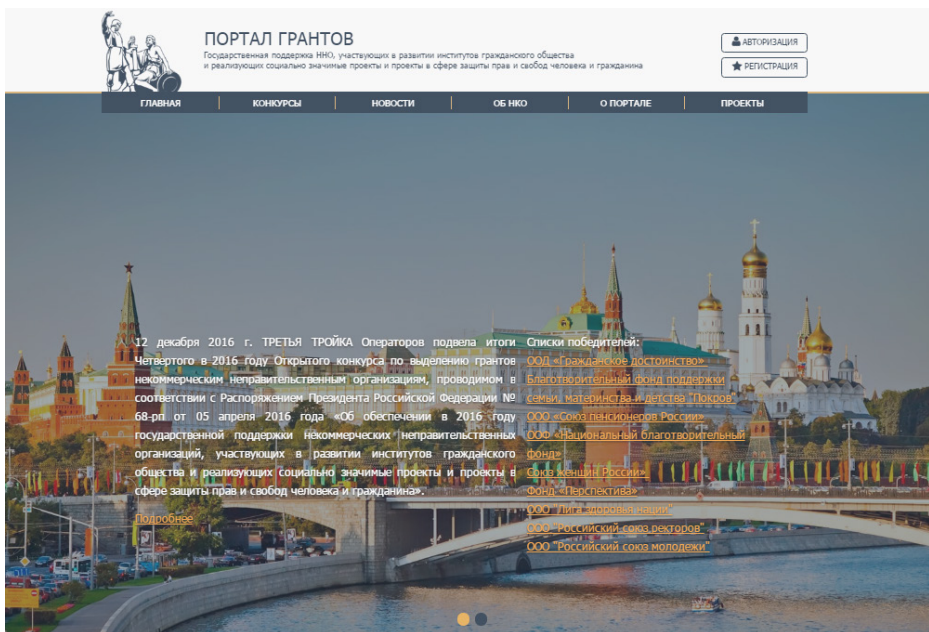 ПОРТАЛ ГРАНТОВ
Государственная поддержка ННО, участвующих в развитии институтов гражданского общества
и реализующих социально значимые проекты и проекты в сфере защиты прав и свобод человека и гражданина
АВТОРИЗАЦИЯ
РЕГИСТРАЦИЯ
ГЛАВНАЯ
КОНКУРСЫ
НОВОСТИ
ОБ НКО
О ПОРТАЛЕ
ПРОЕКТЫ
12 декабря 2016 г. ТРЕТЬЯ ТРОЙКА Операторов подвела итоги
Четвертого в 2016 году Открытого конкурса по выделению грантов
некоммерческим неправительственным организациям, проводимом в
соответствии с Распоряжением Президента Российской Федерации №
68-рп от 05 апреля 2016 года «Об обеспечении в 2016 году
государственной поддержки некоммерческих неправительственных
организаций, участвующих в развитии институтов гражданского
общества и реализующих социально значимые проекты и проекты в
сфере защиты прав и свобод человека и гражданина».
Подробнее
Списки победителей:
ООД «Гражданское достоинство»
Благотворительный фонд поддержки
семьи, материнства и детства "Покров"
ООО «Союз пенсионеров России»
ООО «Национальный благотворительный
фонд»
Союз женщин России»
Фонд «Перспектива»
ООО "Лига здоровья нации"
ООО "Российский союз ректоров"
ООО "Российский союз молодежи"